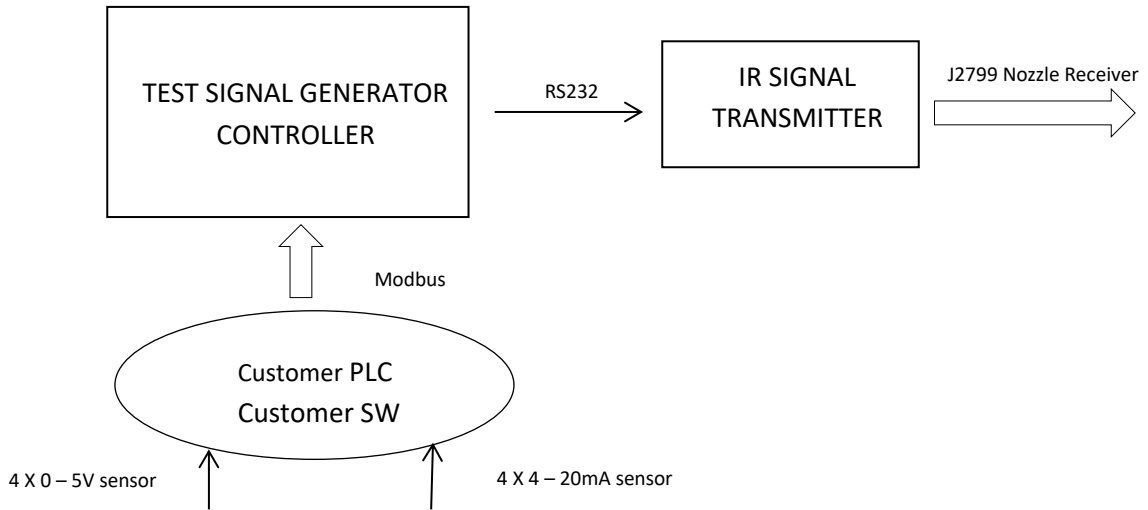 TEST SIGNAL GENERATOR
CONTROLLER
RS232
IR SIGNAL
TRANSMITTER
J2799 Nozzle Receiver
Modbus
Customer PLC
Customer SW
4 X 0 – 5V sensor
4 X 4 – 20mA sensor